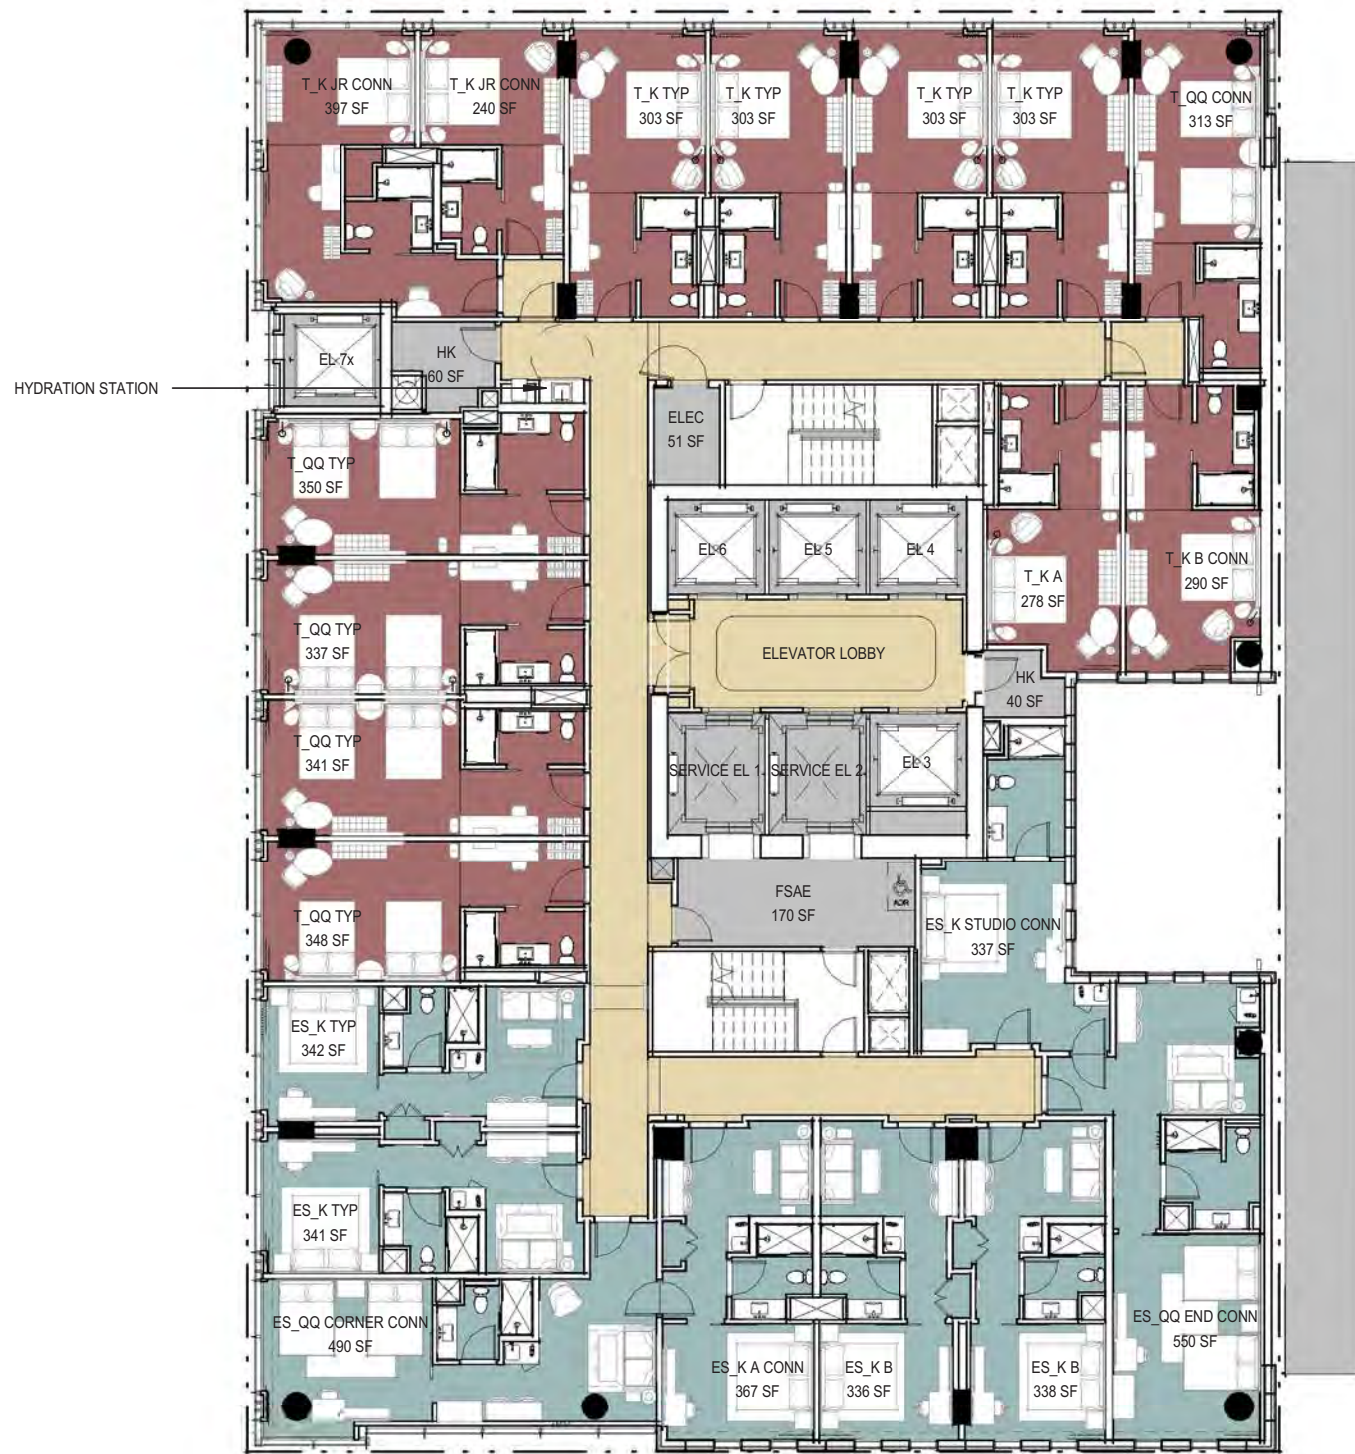 T_K JR CONN
397 SF
T_K JR CONN
240 SF
T_K TYP
303 SF
T_K TYP
303 SF
T_K TYP
303 SF
T_K TYP
303 SF
T_QQ CONN
313 SF
EL 7x
HK
60 SF
HYDRATION STATION
ELEC
51 SF
T_QQ TYP
350 SF
EL 6
EL 5
EL 4
T_K A
278 SF
T_K B CONN
290 SF
T_QQ TYP
337 SF
ELEVATOR LOBBY
HK
40 SF
T_QQ TYP
341 SF
SERVICE EL 1
SERVICE EL 2
EL 3
T_QQ TYP
348 SF
FSAE
170 SF
AOR
ES_K STUDIO CONN
337 SF
ES_K TYP
342 SF
ES_K TYP
341 SF
ES_QQ CORNER CONN
490 SF
ES_K A CONN
367 SF
ES_K B
336 SF
ES_K B
338 SF
ES_QQ END CONN
550 SF